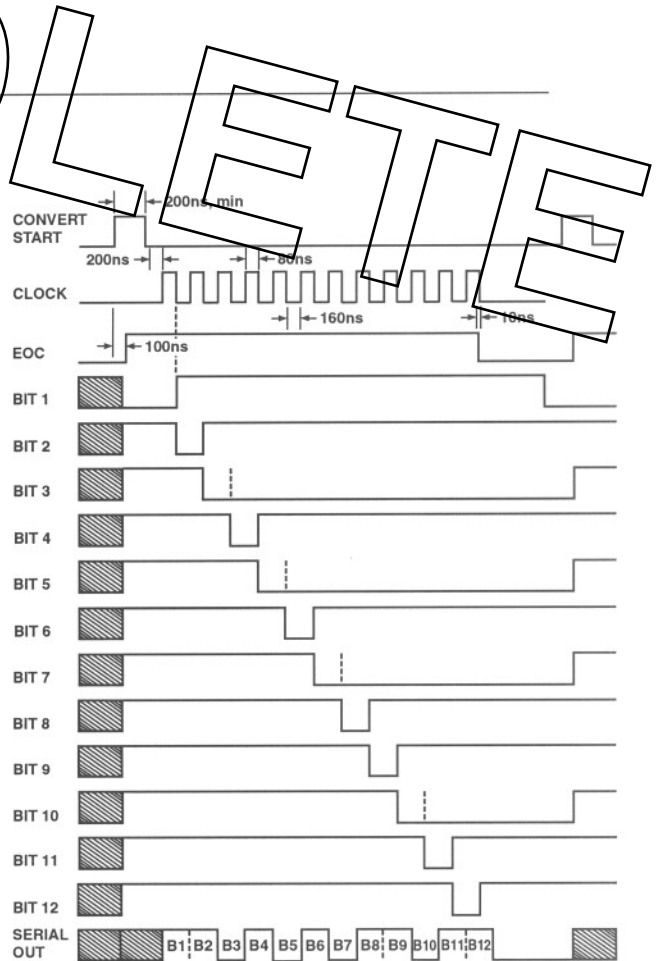 LETE
200ns, min
CONVERT
START
200ns
80ns
CLOCK
160ns
10ns
EOC
100ns
BIT 1
BIT 2
BIT 3
BIT 4
BIT 5
BIT 6
BIT 7
BIT 8
BIT 9
BIT 10
BIT 11
BIT 12
SERIAL
OUT
B1 B2 B3 B4 B5 B6 B7 B8 B9 B10 B11 B12